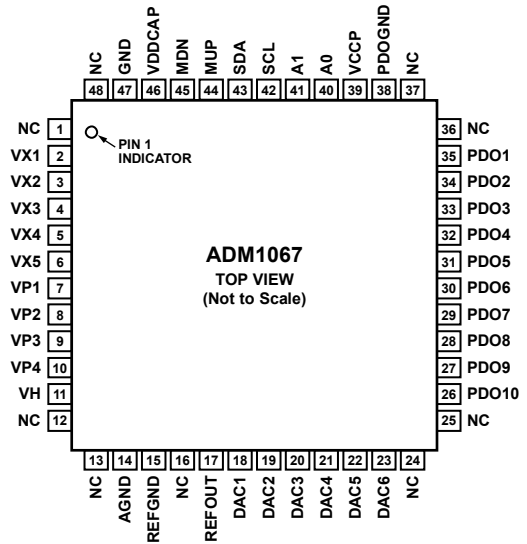 NC GND VDDCAP MDN MUP SDA SCL A1 A0 VCCP PDOGND NC
48 47 46 45 44 43 42 41 40 39 38 37
NC 1
VX1 2
VX2 3
VX3 4
VX4 5
VX5 6
VP1 7
VP2 8
VP3 9
VP4 10
VH 11
NC 12
PIN 1
INDICATOR
ADM1067
TOP VIEW
(Not to Scale)
36 NC
35 PDO1
34 PDO2
33 PDO3
32 PDO4
31 PDO5
30 PDO6
29 PDO7
28 PDO8
27 PDO9
26 PDO10
25 NC
13 14 15 16 17 18 19 20 21 22 23 24
NC AGND REFGND NC REFOUT DAC1 DAC2 DAC3 DAC4 DAC5 DAC6 NC